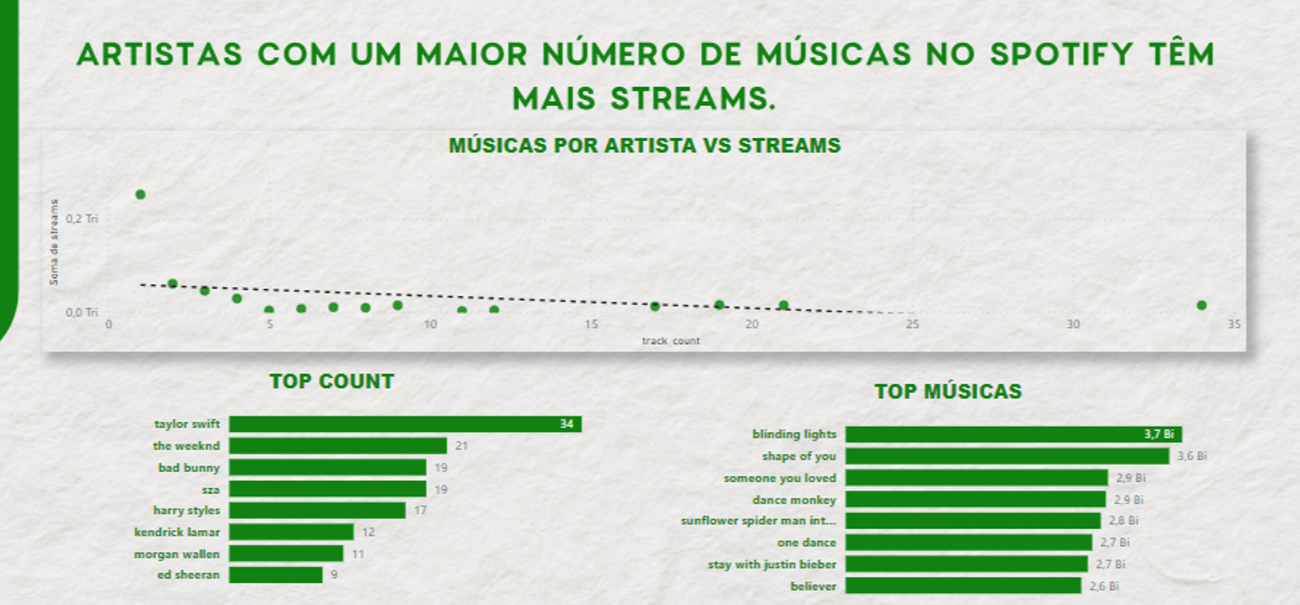 ARTISTAS COM UM MAIOR NÚMERO DE MÚSICAS NO SPOTIFY TÊM
MAIS STREAMS.
MÚSICAS POR ARTISTA VS STREAMS
Soma de streams
0,2 Tri
0,0 Tri
0 5 10 15 20 25 30 35
track_count
TOP COUNT
taylor swift 34
the weeknd 21
bad bunny 19
sza 19
harry styles 17
kendrick lamar 12
morgan wallen 11
ed sheeran 9
TOP MÚSICAS
blinding lights 3,7 Bi
shape of you 3,6 Bi
someone you loved 2,9 Bi
dance monkey 2,9 Bi
sunflower spider man int... 2,8 Bi
one dance 2,7 Bi
stay with justin bieber 2,7 Bi
believer 2,6 Bi